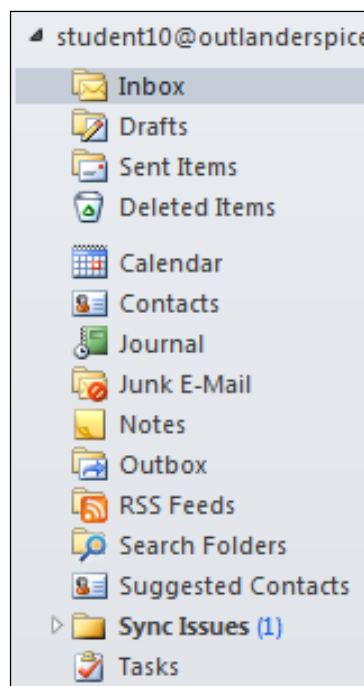 student10@outlanderspice
Inbox
Drafts
Sent Items
Deleted Items
Calendar
Contacts
Journal
Junk E-Mail
Notes
Outbox
RSS Feeds
Search Folders
Suggested Contacts
Sync Issues (1)
Tasks